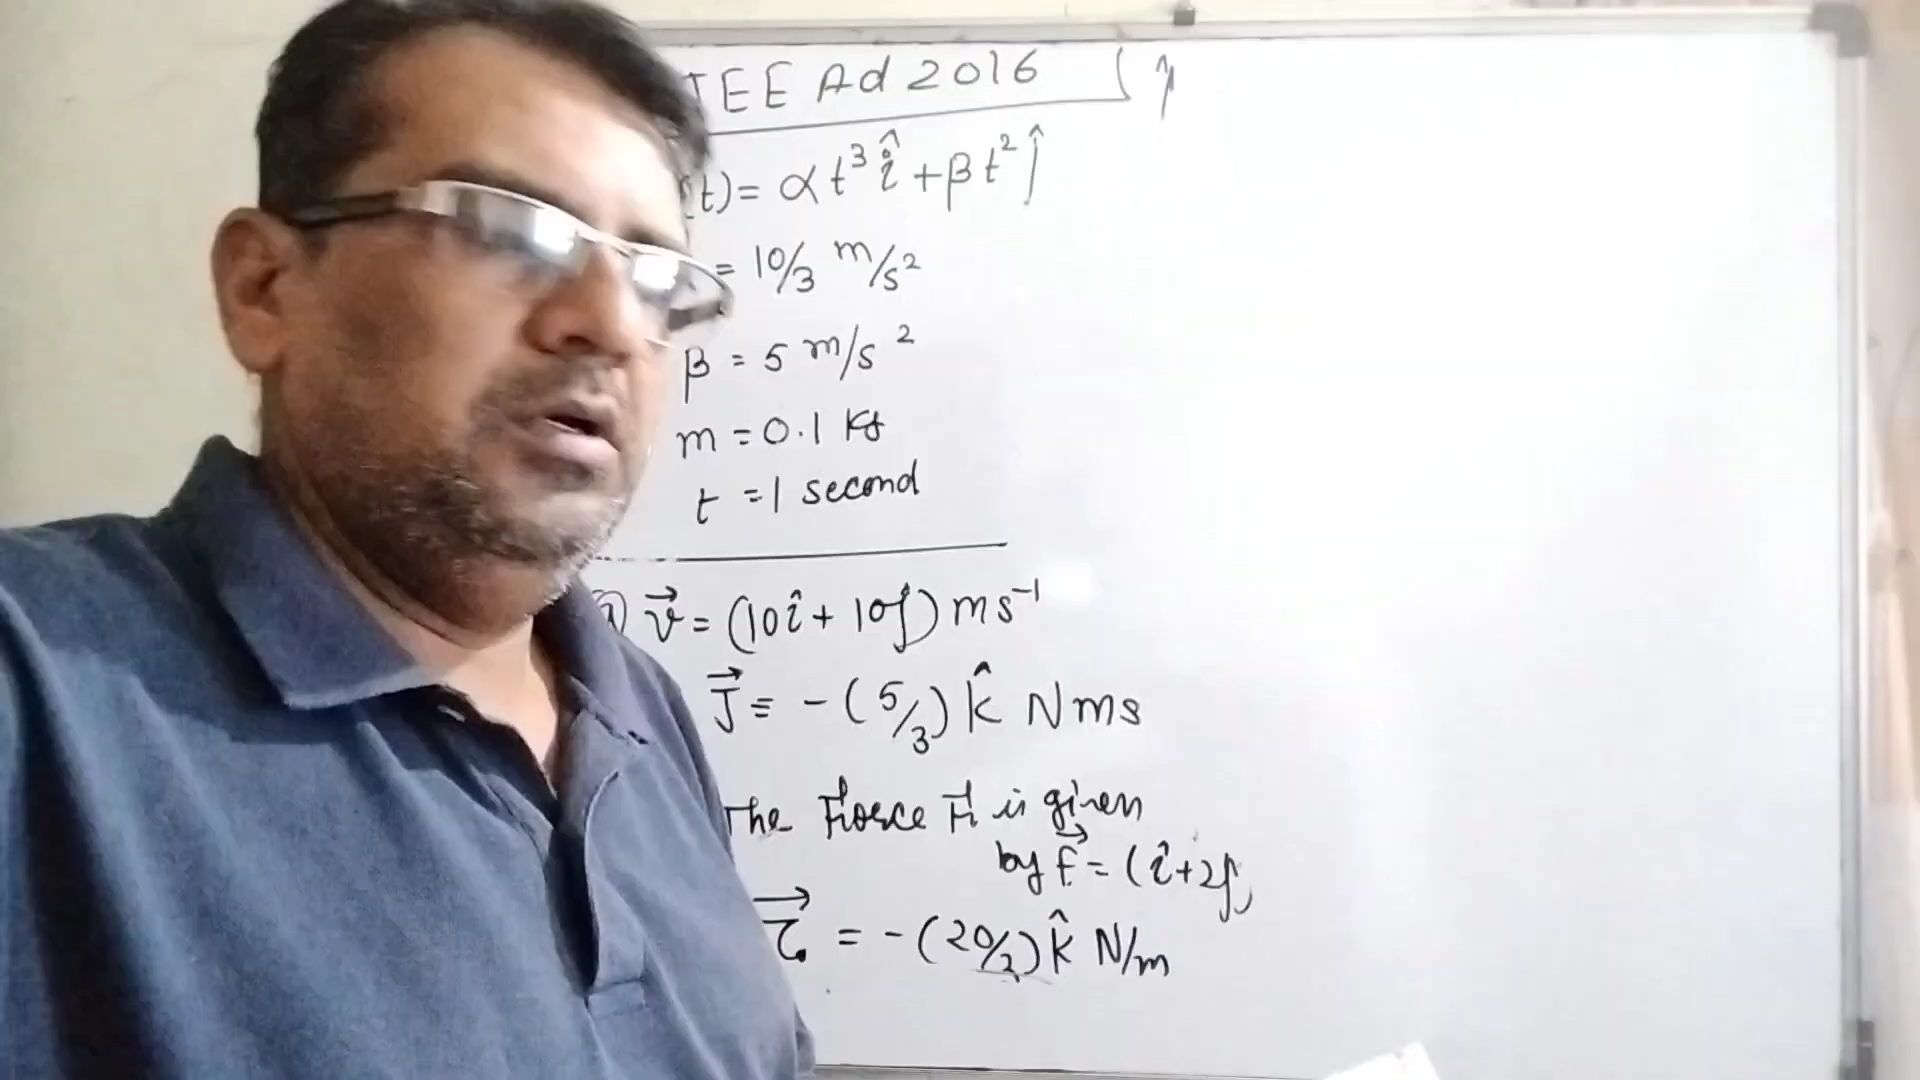 JEE Ad 2016
(t)= αt³î+βt²ĵ
= 10/3 m/s²
β = 5 m/s²
m = 0.1 Kg
t = 1 second
v⃗ = (10î + 10ĵ) ms⁻¹
J⃗ = -(5/3) k̂ Nms
The Force F⃗ is given
by F⃗ = (î+2ĵ)
τ⃗ = -(20/3) k̂ N/m